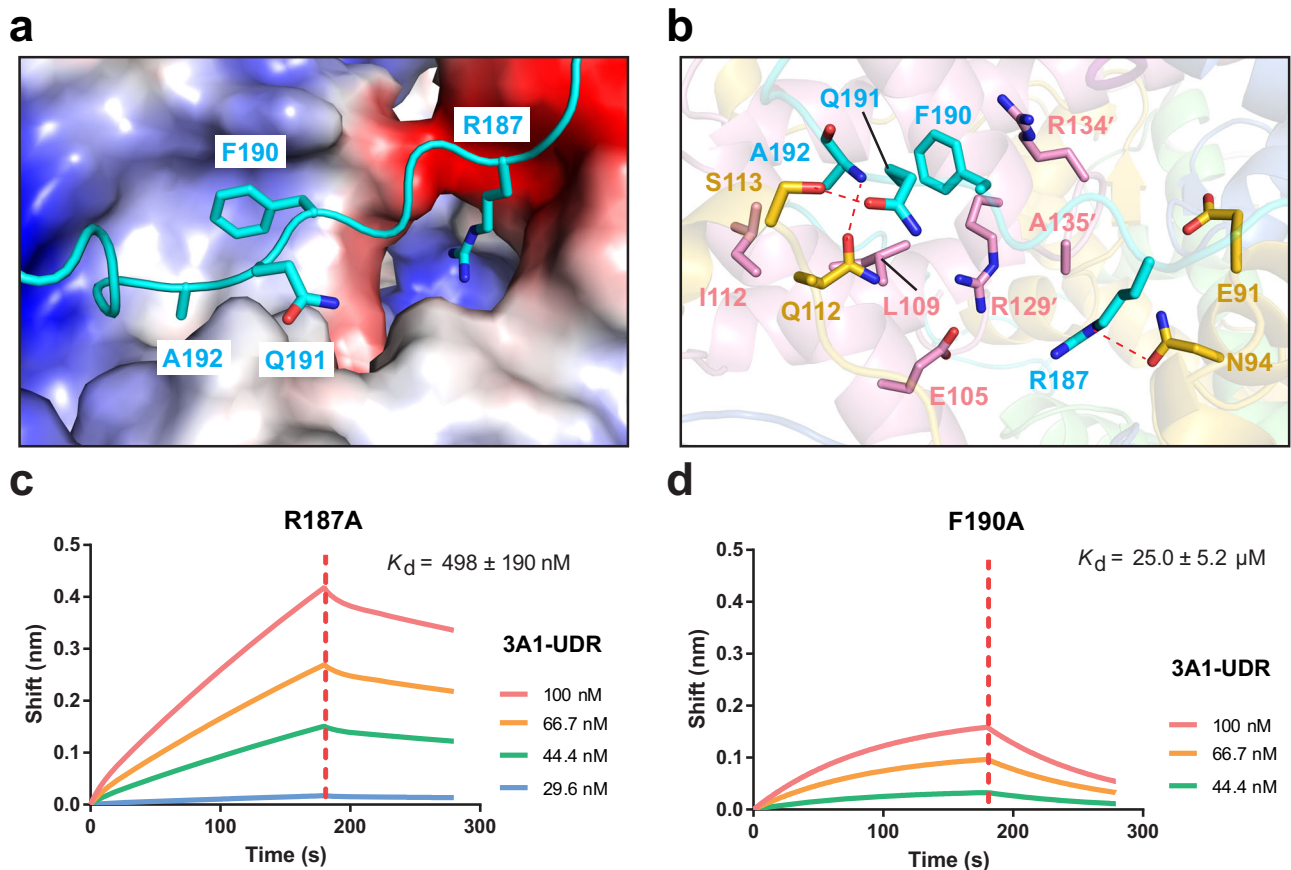 a
R187
F190
A192
Q191
b
Q191
F190
R134′
A192
S113
A135′
I112
Q112
L109
R129′
E91
R187
N94
E105
c
R187A
Kd = 498 ± 190 nM
0.5
0.4
0.3
0.2
0.1
0.0
Shift (nm)
0
100
200
300
Time (s)
3A1-UDR
100 nM
66.7 nM
44.4 nM
29.6 nM
d
F190A
Kd = 25.0 ± 5.2 µM
0.5
0.4
0.3
0.2
0.1
0.0
Shift (nm)
0
100
200
300
Time (s)
3A1-UDR
100 nM
66.7 nM
44.4 nM